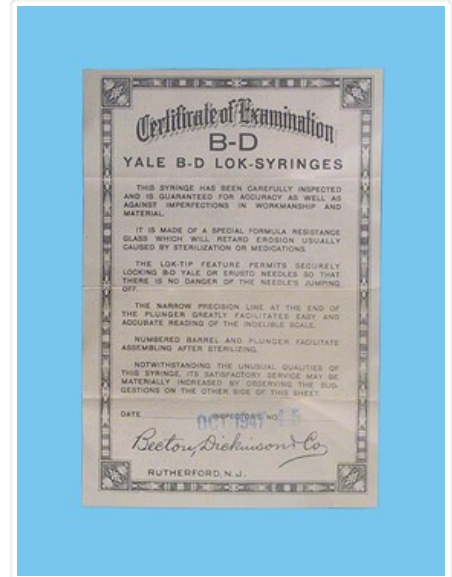 Certificate of Examination
B-D
YALE B-D LOK-SYRINGES
THIS SYRINGE HAS BEEN CAREFULLY INSPECTED
AND IS GUARANTEED FOR ACCURACY AS WELL AS
AGAINST IMPERFECTIONS IN WORKMANSHIP AND
MATERIAL.
IT IS MADE OF A SPECIAL FORMULA RESISTANCE
GLASS WHICH WILL RETARD EROSION USUALLY
CAUSED BY STERILIZATION OR MEDICATIONS.
THE LOK-TIP FEATURE PERMITS SECURELY
LOCKING B-D YALE OR ERUSTO NEEDLES SO THAT
THERE IS NO DANGER OF THE NEEDLE'S JUMPING
OFF.
THE NARROW PRECISION LINE AT THE END OF
THE PLUNGER GREATLY FACILITATES EASY AND
ACCURATE READING OF THE INDELIBLE SCALE.
NUMBERED BARREL AND PLUNGER FACILITATE
ASSEMBLING AFTER STERILIZING.
NOTWITHSTANDING THE UNUSUAL QUALITIES OF
THIS SYRINGE, ITS SATISFACTORY SERVICE MAY BE
MATERIALLY INCREASED BY OBSERVING THE SUG-
GESTIONS ON THE OTHER SIDE OF THIS SHEET.
DATE OCT 1947 INSPECTOR'S NO. 45
Becton, Dickinson & Co.
RUTHERFORD, N.J.